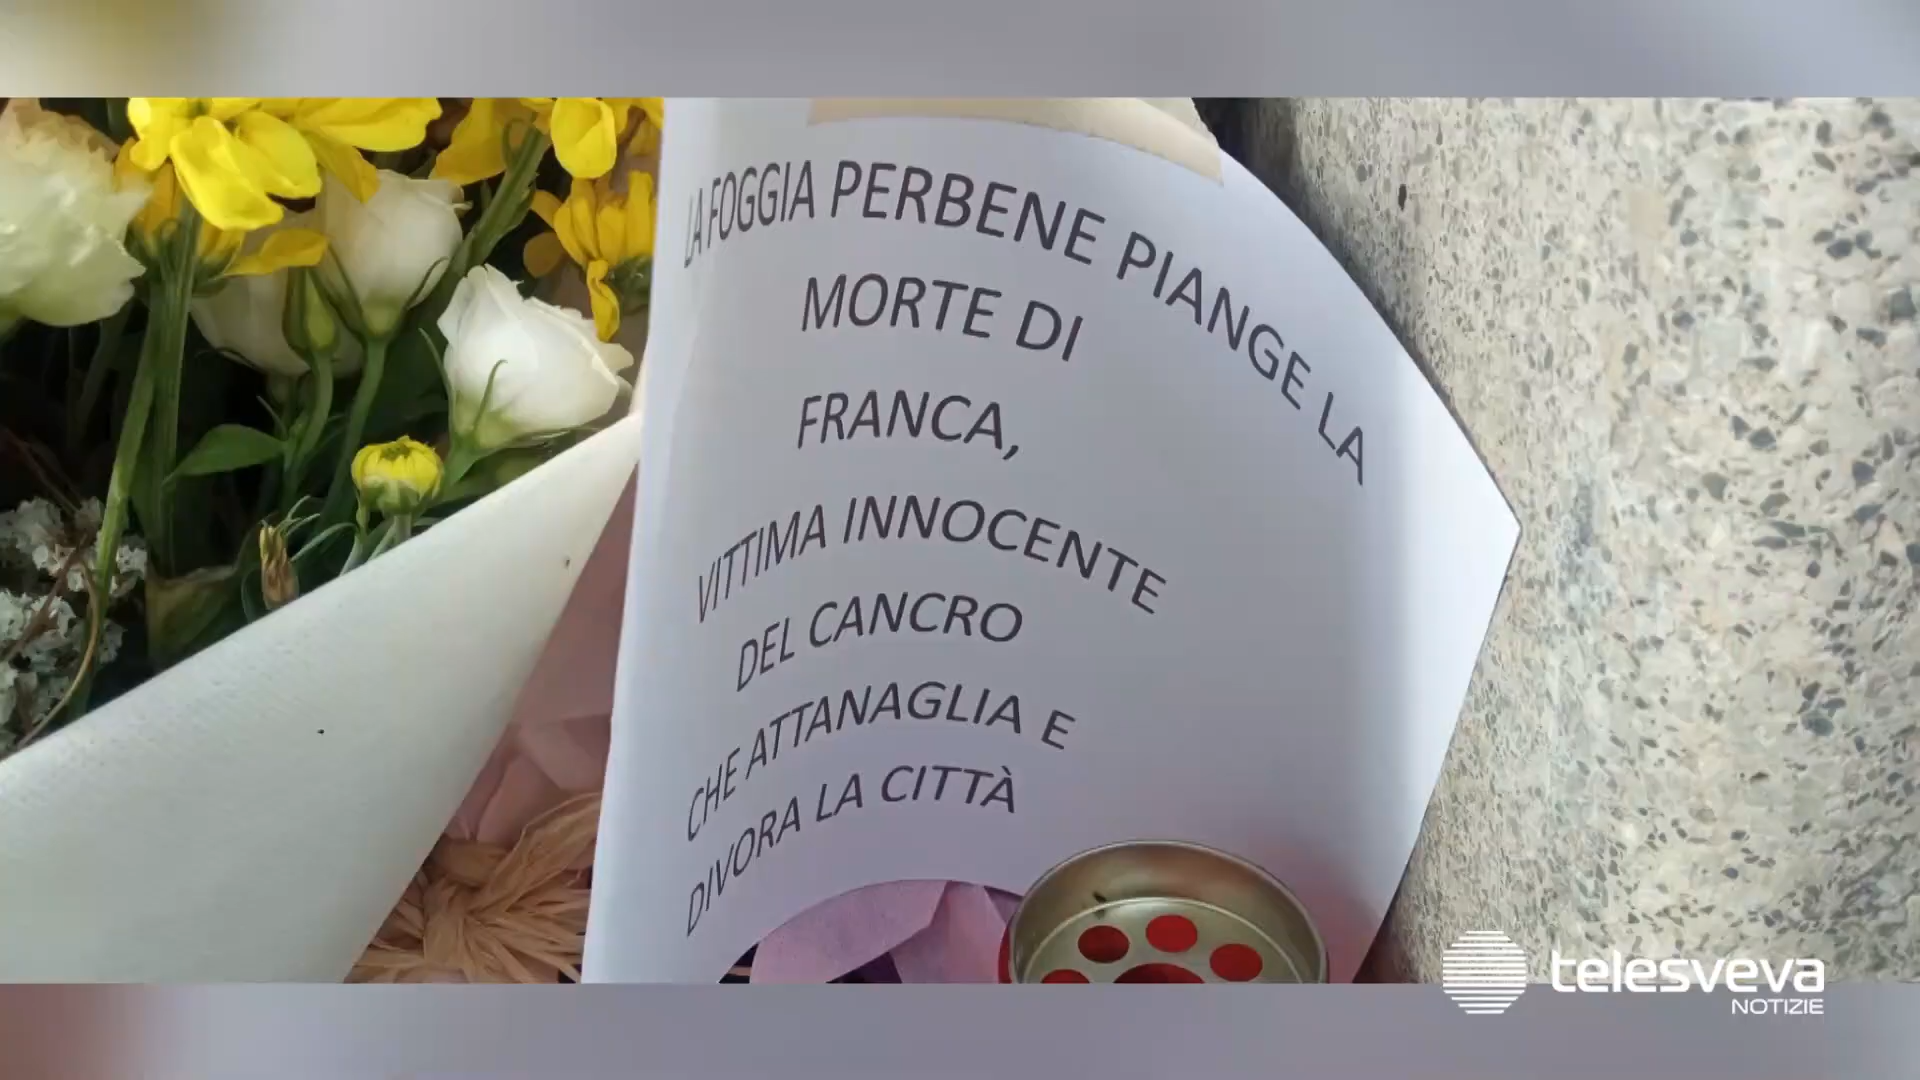 LA FOGGIA PERBENE PIANGE LA
MORTE DI
FRANCA,
VITTIMA INNOCENTE
DEL CANCRO
CHE ATTANAGLIA E
DIVORA LA CITTÀ
telesveva
NOTIZIE